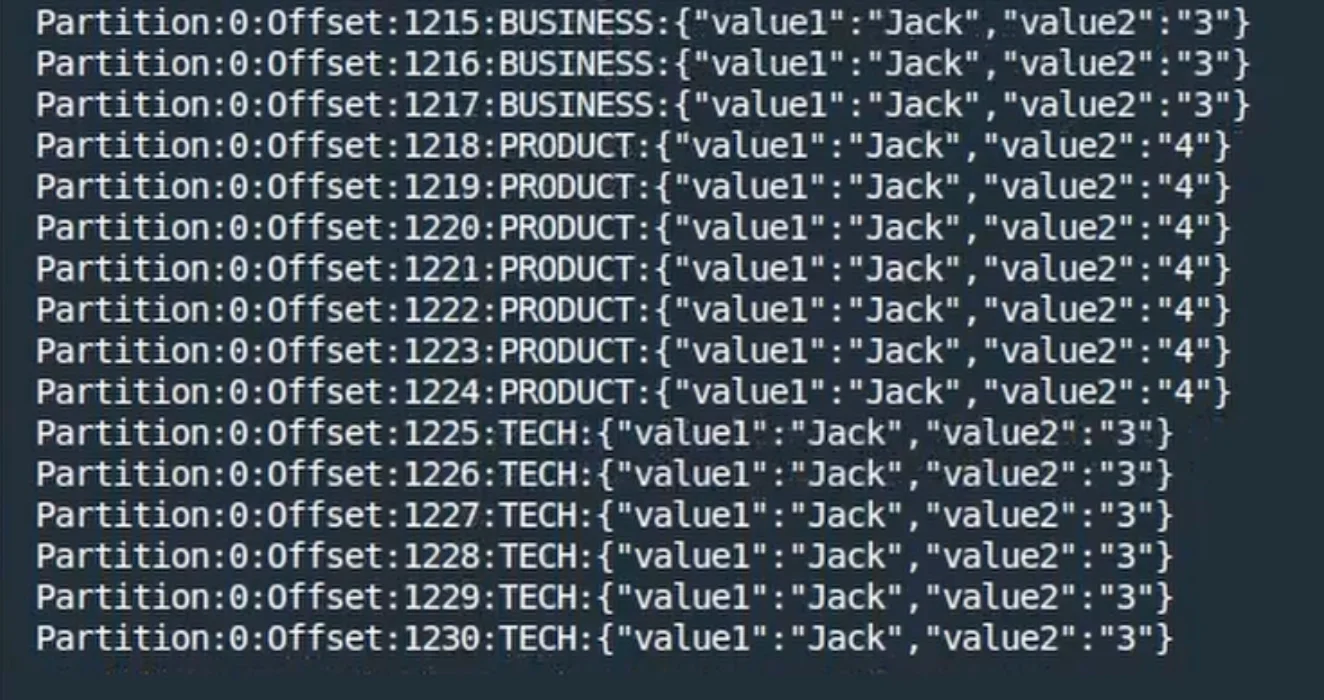 Partition:0:Offset:1215:BUSINESS:{"value1":"Jack","value2":"3"}
Partition:0:Offset:1216:BUSINESS:{"value1":"Jack","value2":"3"}
Partition:0:Offset:1217:BUSINESS:{"value1":"Jack","value2":"3"}
Partition:0:Offset:1218:PRODUCT:{"value1":"Jack","value2":"4"}
Partition:0:Offset:1219:PRODUCT:{"value1":"Jack","value2":"4"}
Partition:0:Offset:1220:PRODUCT:{"value1":"Jack","value2":"4"}
Partition:0:Offset:1221:PRODUCT:{"value1":"Jack","value2":"4"}
Partition:0:Offset:1222:PRODUCT:{"value1":"Jack","value2":"4"}
Partition:0:Offset:1223:PRODUCT:{"value1":"Jack","value2":"4"}
Partition:0:Offset:1224:PRODUCT:{"value1":"Jack","value2":"4"}
Partition:0:Offset:1225:TECH:{"value1":"Jack","value2":"3"}
Partition:0:Offset:1226:TECH:{"value1":"Jack","value2":"3"}
Partition:0:Offset:1227:TECH:{"value1":"Jack","value2":"3"}
Partition:0:Offset:1228:TECH:{"value1":"Jack","value2":"3"}
Partition:0:Offset:1229:TECH:{"value1":"Jack","value2":"3"}
Partition:0:Offset:1230:TECH:{"value1":"Jack","value2":"3"}